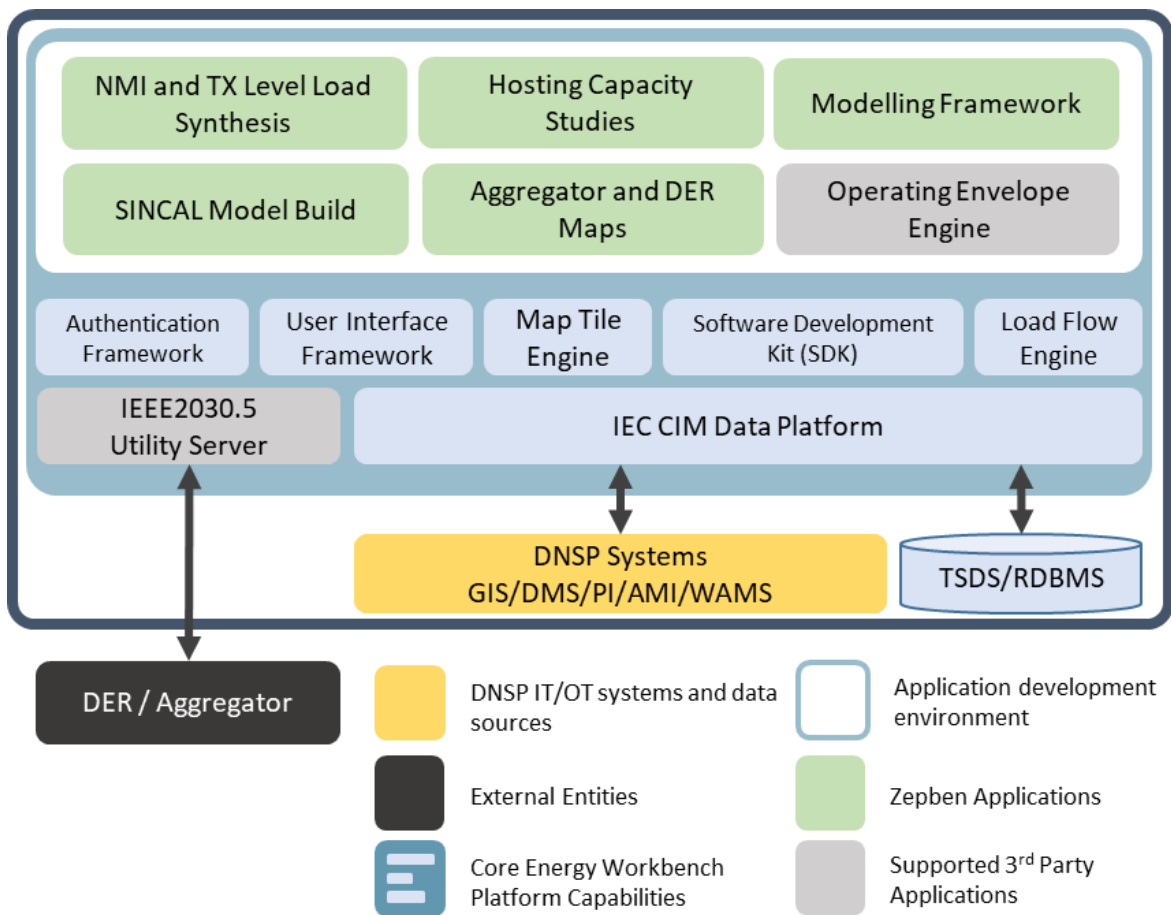 NMI and TX Level Load
Synthesis
Hosting Capacity
Studies
Modelling Framework
SINCAL Model Build
Aggregator and DER
Maps
Operating Envelope
Engine
Authentication
Framework
User Interface
Framework
Map Tile
Engine
Software Development
Kit (SDK)
Load Flow
Engine
IEEE2030.5
Utility Server
IEC CIM Data Platform
DNSP Systems
GIS/DMS/PI/AMI/WAMS
TSDS/RDBMS
DER / Aggregator
DNSP IT/OT systems and data
sources
Application development
environment
External Entities
Zepben Applications
Core Energy Workbench
Platform Capabilities
Supported 3rd Party
Applications